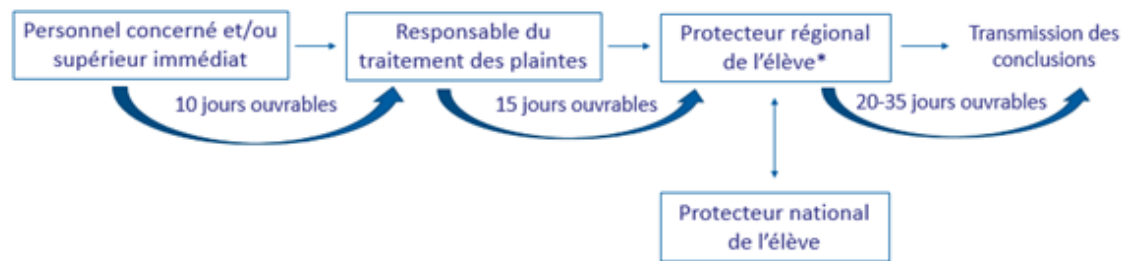 Personnel concerné et/ou
supérieur immédiat
Responsable du
traitement des plaintes
Protecteur régional
de l'élève*
Transmission des
conclusions
10 jours ouvrables
15 jours ouvrables
20-35 jours ouvrables
Protecteur national
de l'élève